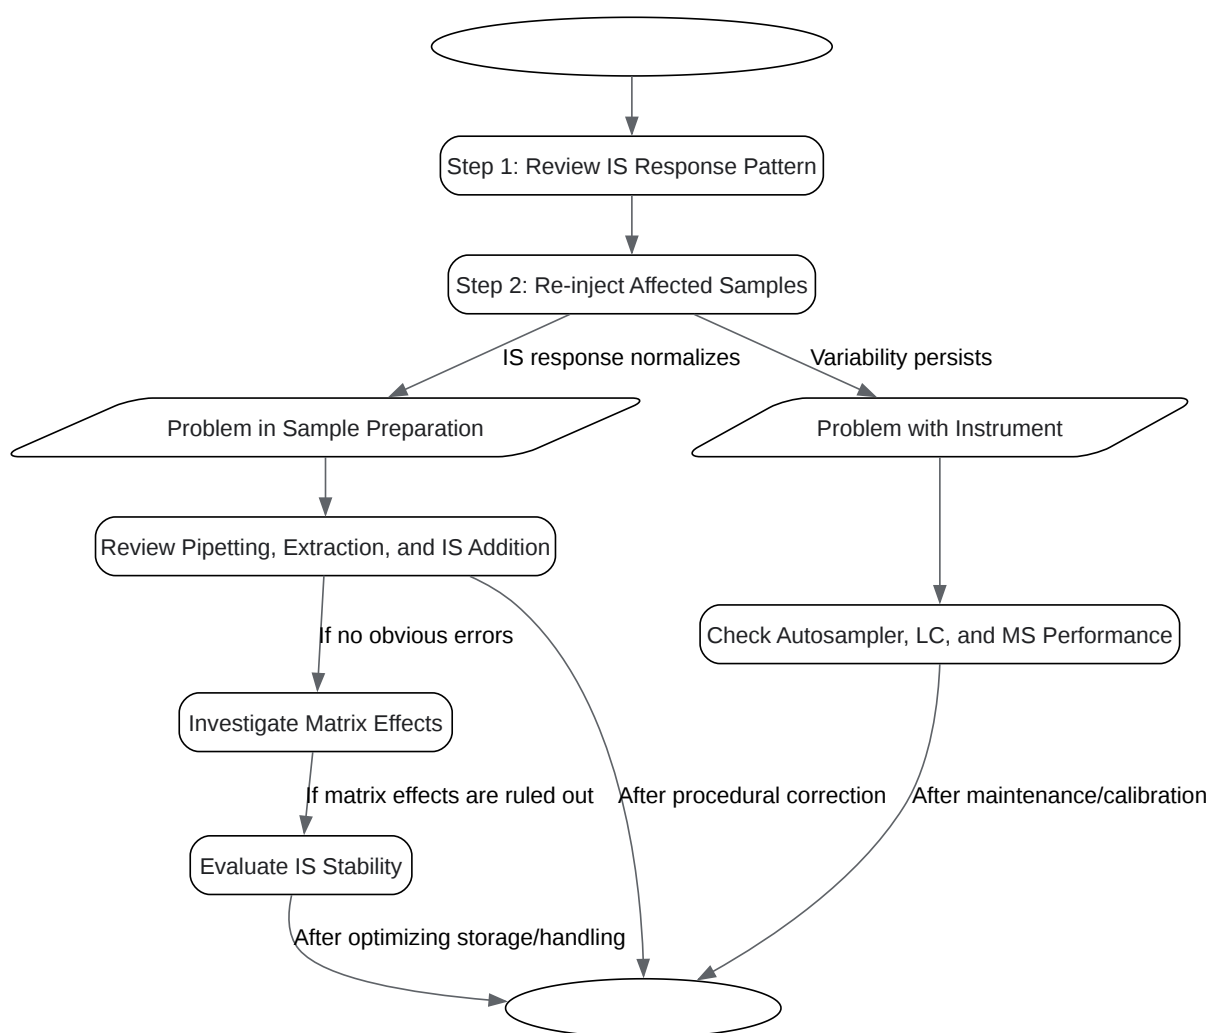 Step 1: Review IS Response Pattern
Step 2: Re-inject Affected Samples
IS response normalizes
Variability persists
Problem in Sample Preparation
Problem with Instrument
Review Pipetting, Extraction, and IS Addition
If no obvious errors
Check Autosampler, LC, and MS Performance
Investigate Matrix Effects
If matrix effects are ruled out
After procedural correction
After maintenance/calibration
Evaluate IS Stability
After optimizing storage/handling